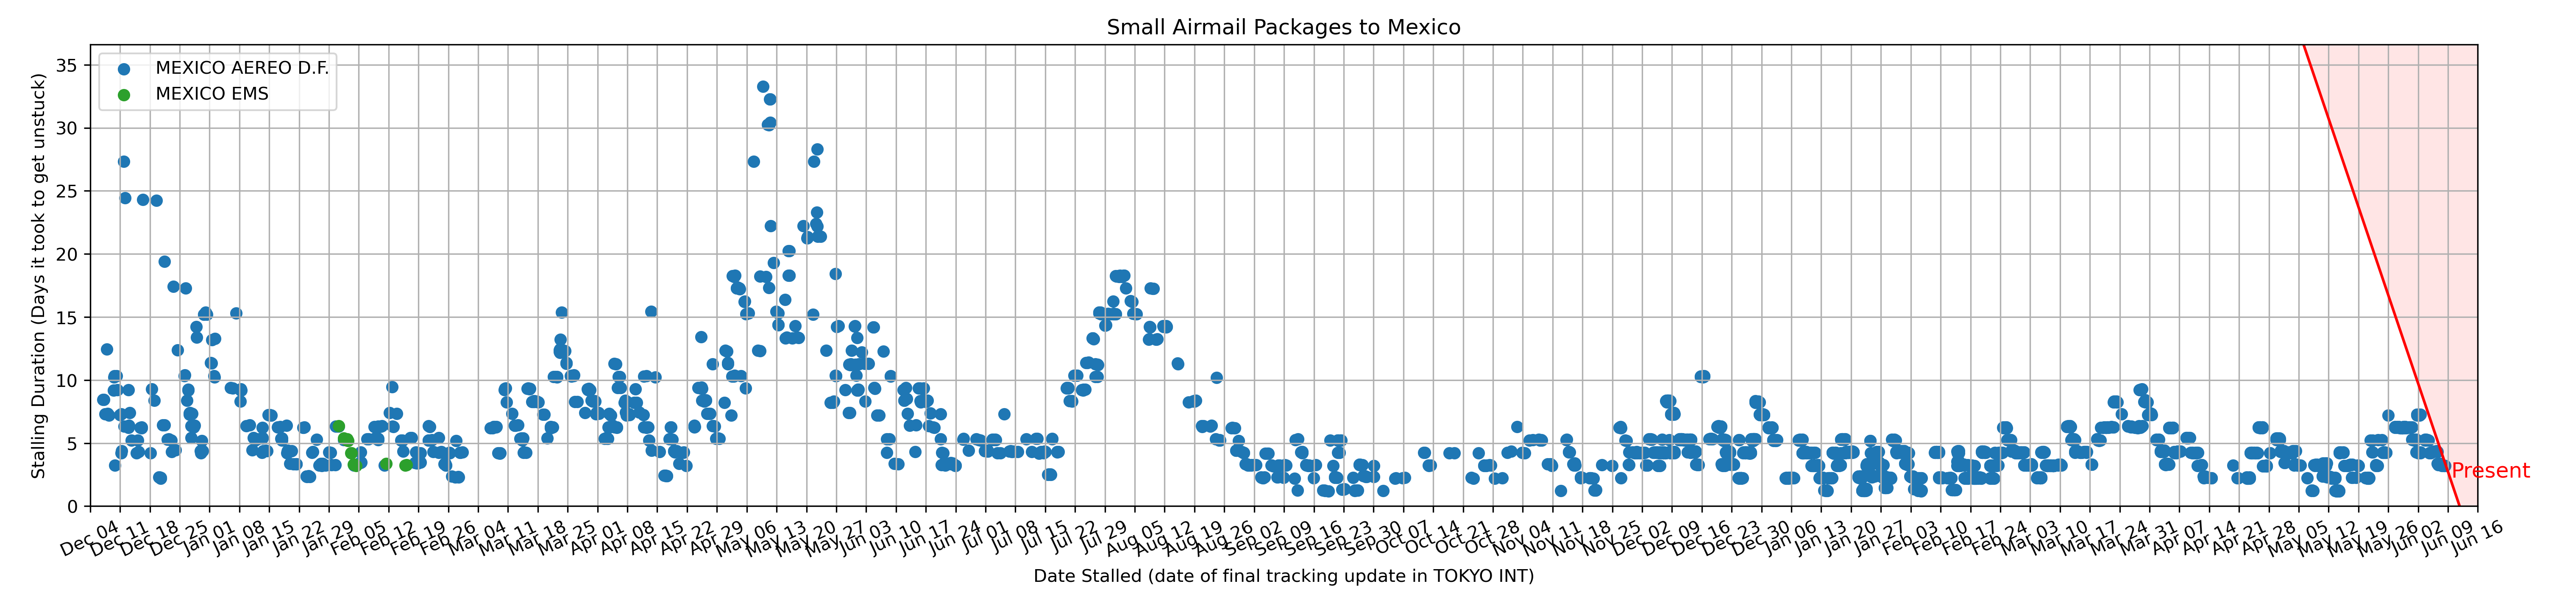 Small Airmail Packages to Mexico
MEXICO AEREO D.F.
MEXICO EMS
Stalling Duration (Days it took to get unstuck)
35
30
25
20
15
10
5
0
Present
Dec 04
Dec 11
Dec 18
Dec 25
Jan 01
Jan 08
Jan 15
Jan 22
Jan 29
Feb 05
Feb 12
Feb 19
Feb 26
Mar 04
Mar 11
Mar 18
Mar 25
Apr 01
Apr 08
Apr 15
Apr 22
Apr 29
May 06
May 13
May 20
May 27
Jun 03
Jun 10
Jun 17
Jun 24
Jul 01
Jul 08
Jul 15
Jul 22
Jul 29
Aug 05
Aug 12
Aug 19
Aug 26
Sep 02
Sep 09
Sep 16
Sep 23
Sep 30
Oct 07
Oct 14
Oct 21
Oct 28
Nov 04
Nov 11
Nov 18
Nov 25
Dec 02
Dec 09
Dec 16
Dec 23
Dec 30
Jan 06
Jan 13
Jan 20
Jan 27
Feb 03
Feb 10
Feb 17
Feb 24
Mar 03
Mar 10
Mar 17
Mar 24
Mar 31
Apr 07
Apr 14
Apr 21
Apr 28
May 05
May 12
May 19
May 26
Jun 02
Jun 09
Jun 16
Date Stalled (date of final tracking update in TOKYO INT)